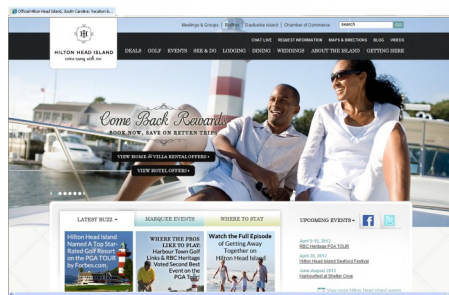 Official Hilton Head Island, South Carolina: Vacation &...
Meetings & Groups | Partner | Daufuskie Island | Chamber of Commerce
search
GO
CHAT LIVE REQUEST INFORMATION MAPS & DIRECTIONS BLOG VIDEOS
HILTON HEAD ISLAND
come away with me
DEALS GOLF EVENTS SEE & DO LODGING DINING WEDDINGS ABOUT THE ISLAND GETTING HERE
Come Back Rewards
BOOK NOW, SAVE ON RETURN TRIPS
VIEW HOME & VILLA RENTAL OFFERS
VIEW HOTEL OFFERS
LATEST BUZZ
MARQUEE EVENTS
WHERE TO STAY
UPCOMING EVENTS
Hilton Head Island
Named A Top Star-
Rated Golf Resort
on the PGA TOUR
by Forbes.com.
WHERE THE PROS
LIKE TO PLAY:
Harbour Town Golf
Links & RBC Heritage
Voted Second Best
Event on the
PGA Tour
Watch the Full Episode
of Getting Away
Together on
Hilton Head Island
April 9-15, 2012
RBC Heritage PGA TOUR
April 28, 2012
Hilton Head Island Seafood Festival
June-August 2012
Harbourfest at Shelter Cove
View more Hilton Head Island events